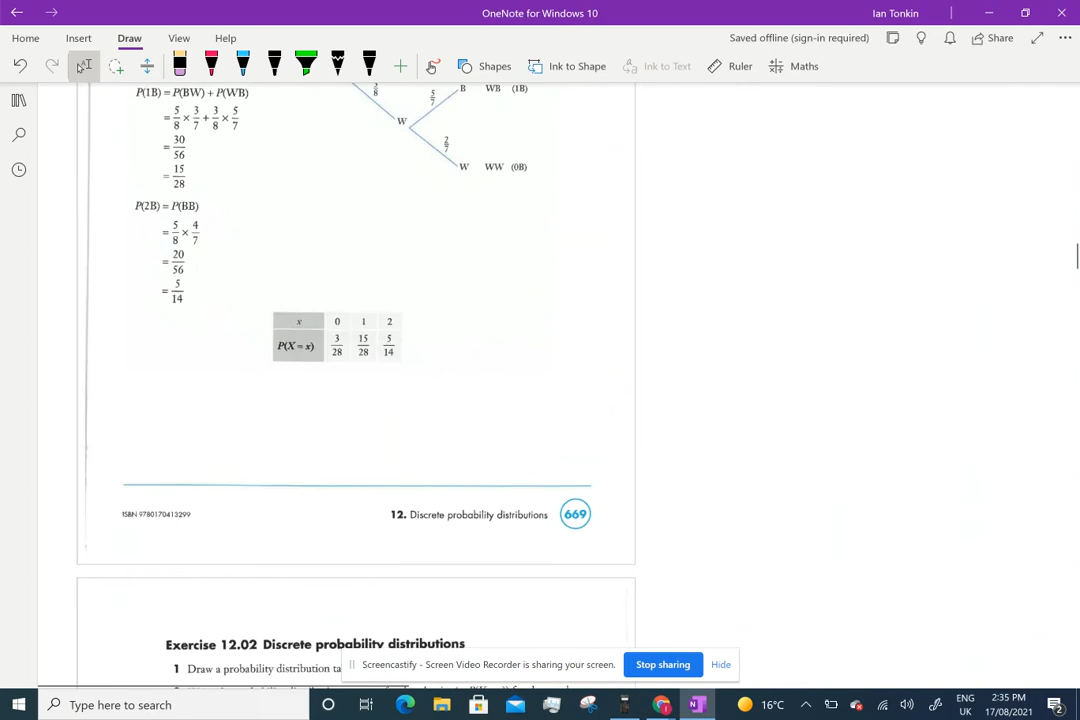 OneNote for Windows 10
Ian Tonkin
Home Insert Draw View Help
Saved offline (sign-in required)
Share
Shapes
Ink to Shape
Ink to Text
Ruler
Maths
P(1B) = P(BW) + P(WB)
= 5/8 × 3/7 + 3/8 × 5/7
= 30/56
= 15/28
P(2B) = P(BB)
= 5/8 × 4/7
= 20/56
= 5/14
3/8
5/7
B WB (1B)
W
2/7
W WW (0B)
x 0 1 2
P(X = x) 3/28 15/28 5/14
ISBN 9780170413299
12. Discrete probability distributions 669
Exercise 12.02 Discrete probability distributions
1 Draw a probability distribution ta
Screencastify - Screen Video Recorder is sharing your screen.
Stop sharing
Hide
Type here to search
16°C
ENG
UK
2:35 PM
17/08/2021
2